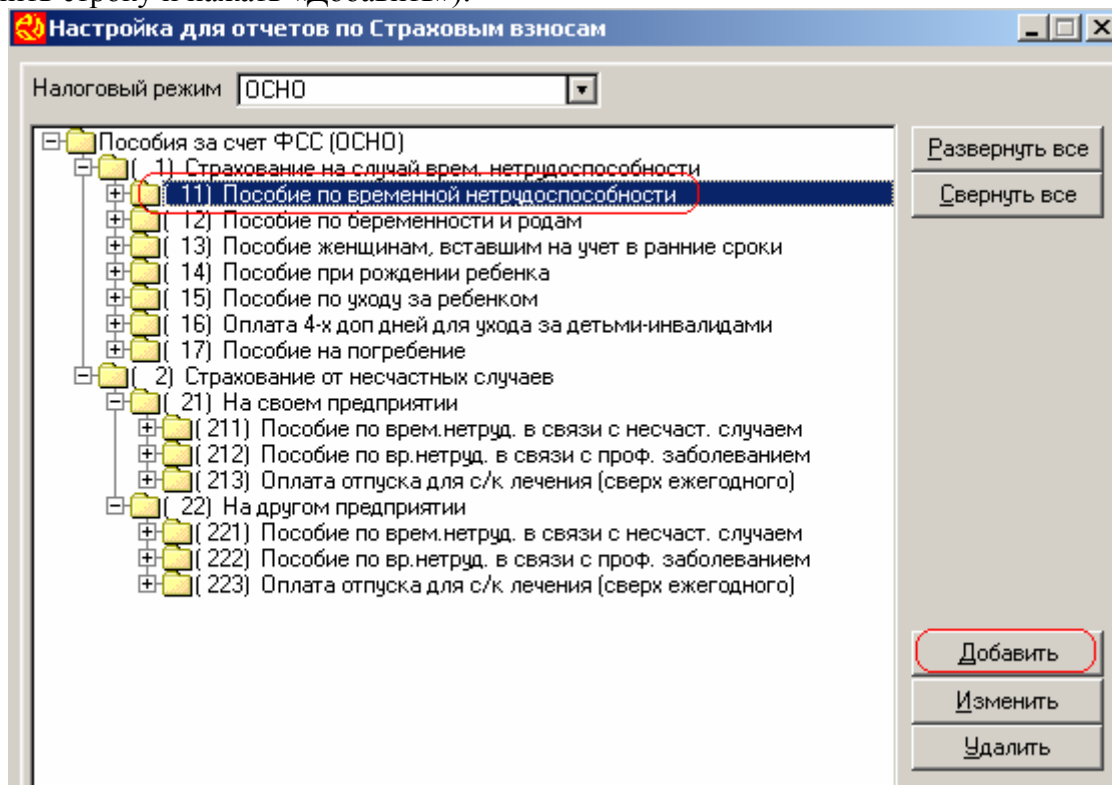 строку и нажать «Добавить»).
Настройка для отчетов по Страховым взносам
Налоговый режим ОСНО
Пособия за счет ФСС (ОСНО)
( 1) Страхование на случай врем. нетрудоспособности
( 11) Пособие по временной нетрудоспособности
( 12) Пособие по беременности и родам
( 13) Пособие женщинам, вставшим на учет в ранние сроки
( 14) Пособие при рождении ребенка
( 15) Пособие по уходу за ребенком
( 16) Оплата 4-х доп дней для ухода за детьми-инвалидами
( 17) Пособие на погребение
( 2) Страхование от несчастных случаев
( 21) На своем предприятии
( 211) Пособие по врем.нетруд. в связи с несчаст. случаем
( 212) Пособие по вр.нетруд. в связи с проф. заболеванием
( 213) Оплата отпуска для с/к лечения (сверх ежегодного)
( 22) На другом предприятии
( 221) Пособие по врем.нетруд. в связи с несчаст. случаем
( 222) Пособие по вр.нетруд. в связи с проф. заболеванием
( 223) Оплата отпуска для с/к лечения (сверх ежегодного)
Развернуть все
Свернуть все
Добавить
Изменить
Удалить